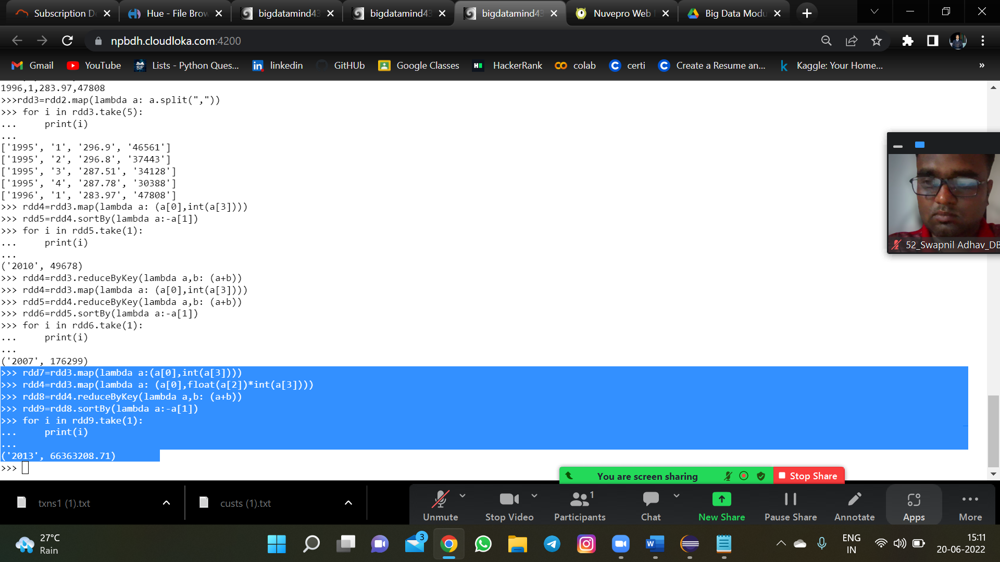 Subscription De
Hue - File Brow
bigdatamind43
bigdatamind43
bigdatamind43
Nuvepro Web
Big Data Modu
npbdh.cloudloka.com:4200
Gmail
YouTube
Lists - Python Ques...
linkedin
GitHUb
Google Classes
HackerRank
colab
certi
Create a Resume an...
Kaggle: Your Home...
»
1996,1,283.97,47808
>>>rdd3=rdd2.map(lambda a: a.split(","))
>>> for i in rdd3.take(5):
...     print(i)
...
['1995', '1', '296.9', '46561']
['1995', '2', '296.8', '37443']
['1995', '3', '287.51', '34128']
['1995', '4', '287.78', '30388']
['1996', '1', '283.97', '47808']
>>> rdd4=rdd3.map(lambda a: (a[0],int(a[3])))
>>> rdd5=rdd4.sortBy(lambda a:-a[1])
>>> for i in rdd5.take(1):
...     print(i)
...
('2010', 49678)
>>> rdd4=rdd3.reduceByKey(lambda a,b: (a+b))
>>> rdd4=rdd3.map(lambda a: (a[0],int(a[3])))
>>> rdd5=rdd4.reduceByKey(lambda a,b: (a+b))
>>> rdd6=rdd5.sortBy(lambda a:-a[1])
>>> for i in rdd6.take(1):
...     print(i)
...
('2007', 176299)
>>> rdd7=rdd3.map(lambda a:(a[0],int(a[3])))
>>> rdd4=rdd3.map(lambda a: (a[0],float(a[2])*int(a[3])))
>>> rdd8=rdd4.reduceByKey(lambda a,b: (a+b))
>>> rdd9=rdd8.sortBy(lambda a:-a[1])
>>> for i in rdd9.take(1):
...     print(i)
...
('2013', 66363208.71)
>>>
52_Swapnil Adhav_DB
You are screen sharing
Stop Share
txns1 (1).txt
custs (1).txt
Unmute
Stop Video
1
Participants
Chat
New Share
Pause Share
Annotate
Apps
More
27°C
Rain
3
ENG
IN
15:11
20-06-2022